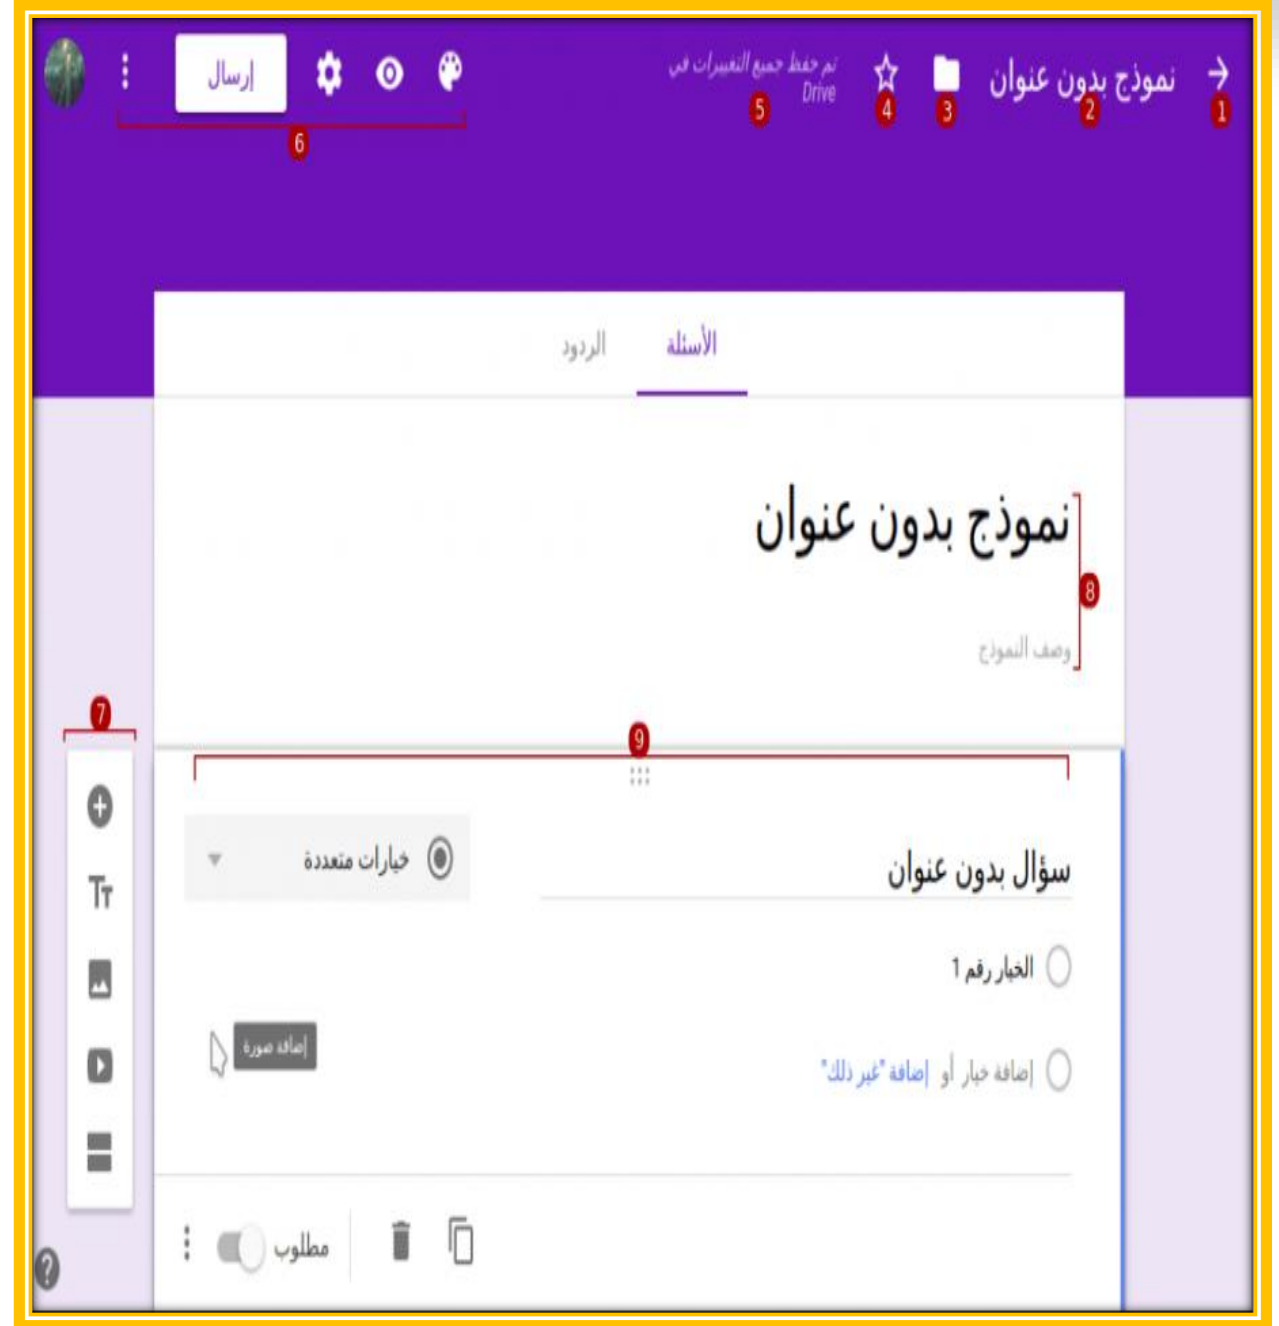 نموذج بدون عنوان
تم حفظ جميع التغييرات في
Drive
إرسال
1
2
3
4
5
6
الأسئلة
الردود
نموذج بدون عنوان
8
وصف النموذج
7
9
سؤال بدون عنوان
خيارات متعددة
الخيار رقم 1
إضافة صورة
إضافة خيار أو إضافة "غير ذلك"
مطلوب